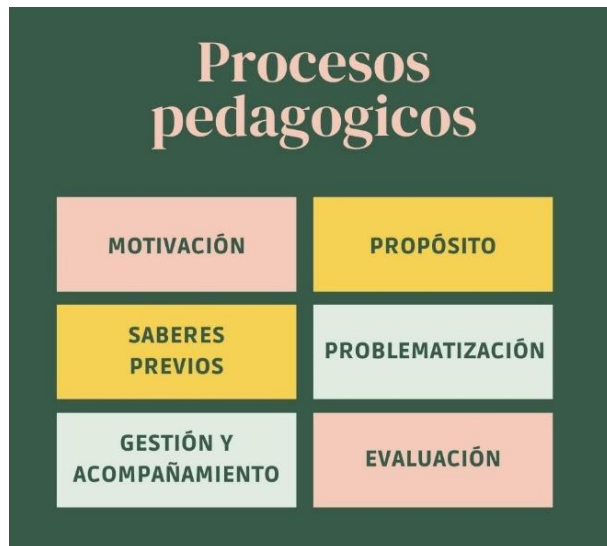 Procesos
pedagogicos
MOTIVACIÓN
PROPÓSITO
SABERES
PREVIOS
PROBLEMATIZACIÓN
GESTIÓN Y
ACOMPAÑAMIENTO
EVALUACIÓN